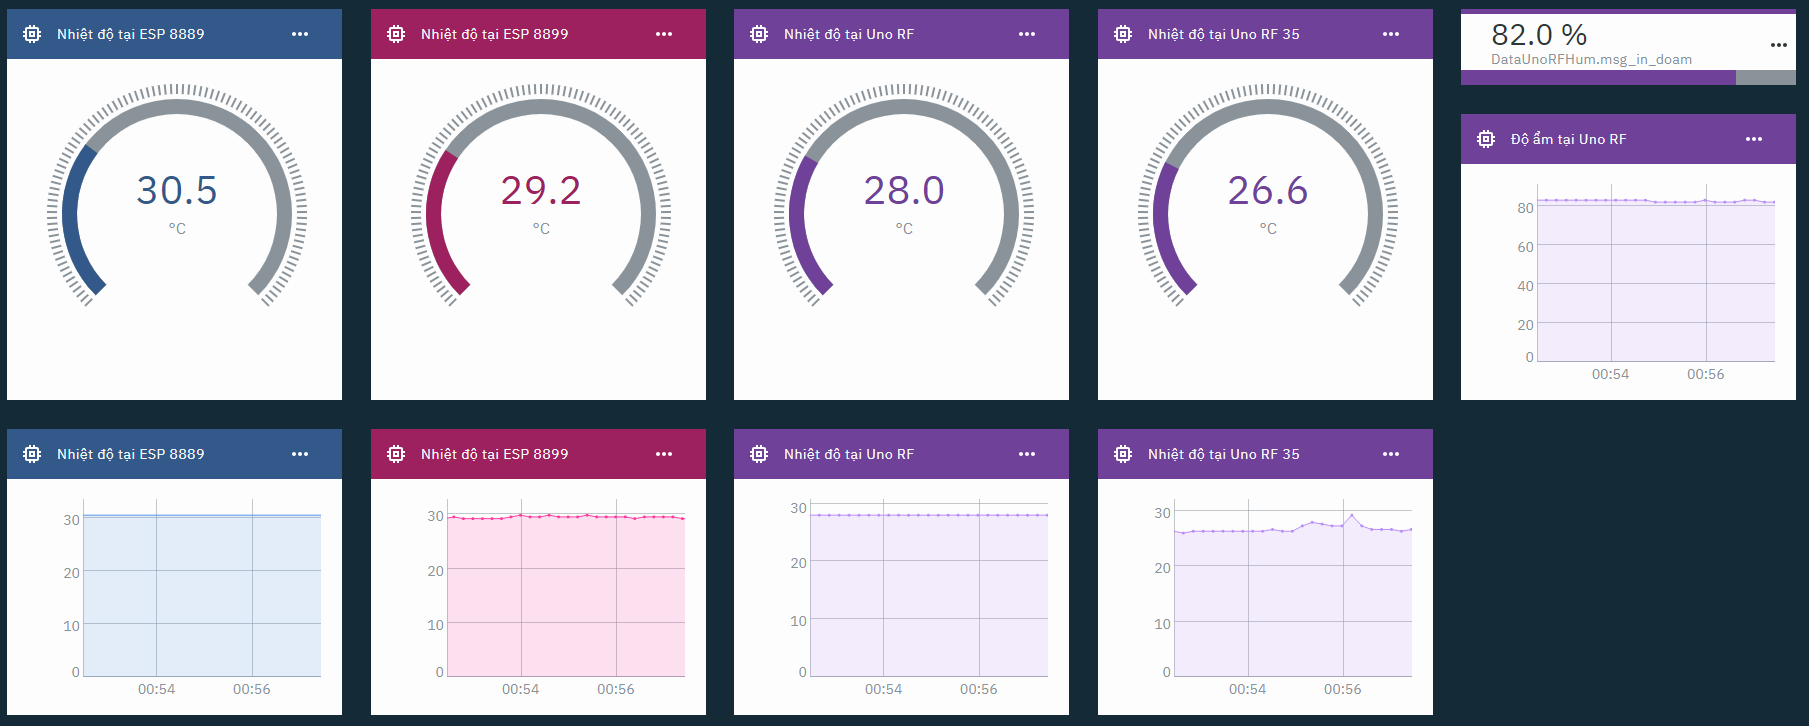 Nhiệt độ tại ESP 8889
30.5
°C
Nhiệt độ tại ESP 8899
29.2
°C
Nhiệt độ tại Uno RF
28.0
°C
Nhiệt độ tại Uno RF 35
26.6
°C
82.0 %
DataUnoRFHum.msg_in_doam
Độ ẩm tại Uno RF
80
60
40
20
0
00:54 00:56
Nhiệt độ tại ESP 8889
30
20
10
0
00:54 00:56
Nhiệt độ tại ESP 8899
30
20
10
0
00:54 00:56
Nhiệt độ tại Uno RF
30
20
10
0
00:54 00:56
Nhiệt độ tại Uno RF 35
30
20
10
0
00:54 00:56